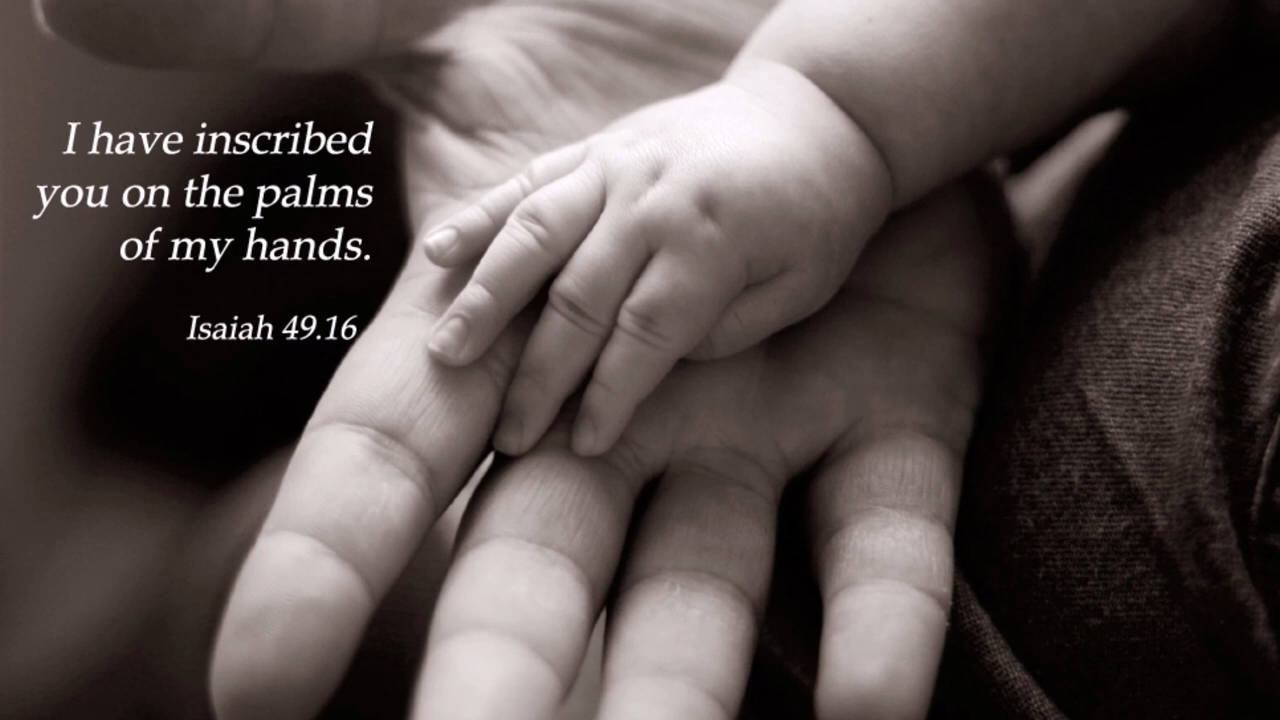 I have inscribed
you on the palms
of my hands.
Isaiah 49.16